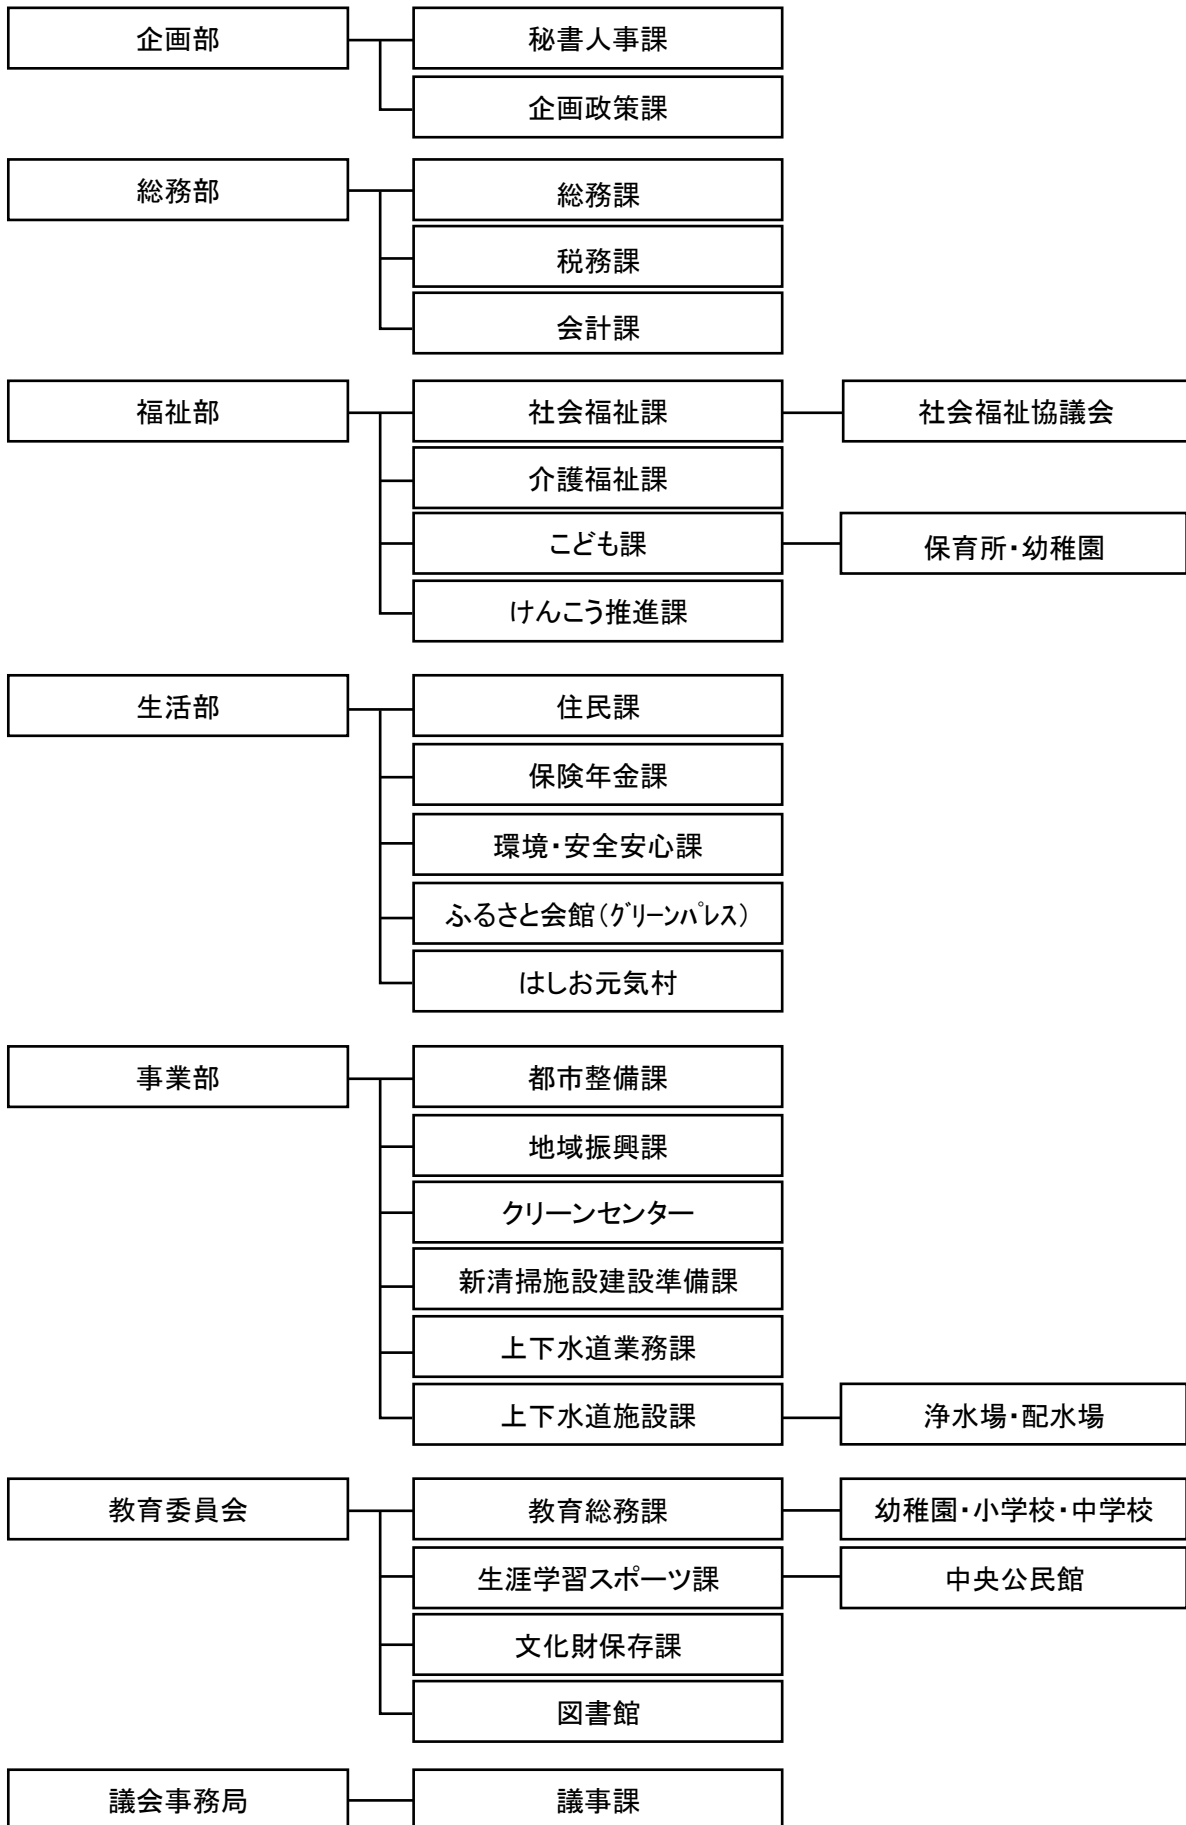 企画部
秘書人事課
企画政策課
総務部
総務課
税務課
会計課
福祉部
社会福祉課
社会福祉協議会
介護福祉課
こども課
保育所・幼稚園
けんこう推進課
生活部
住民課
保険年金課
環境・安全安心課
ふるさと会館（ｸﾞﾘｰﾝﾊﾟﾚｽ）
はしお元気村
事業部
都市整備課
地域振興課
クリーンセンター
新清掃施設建設準備課
上下水道業務課
上下水道施設課
浄水場・配水場
教育委員会
教育総務課
幼稚園・小学校・中学校
生涯学習スポーツ課
中央公民館
文化財保存課
図書館
議会事務局
議事課